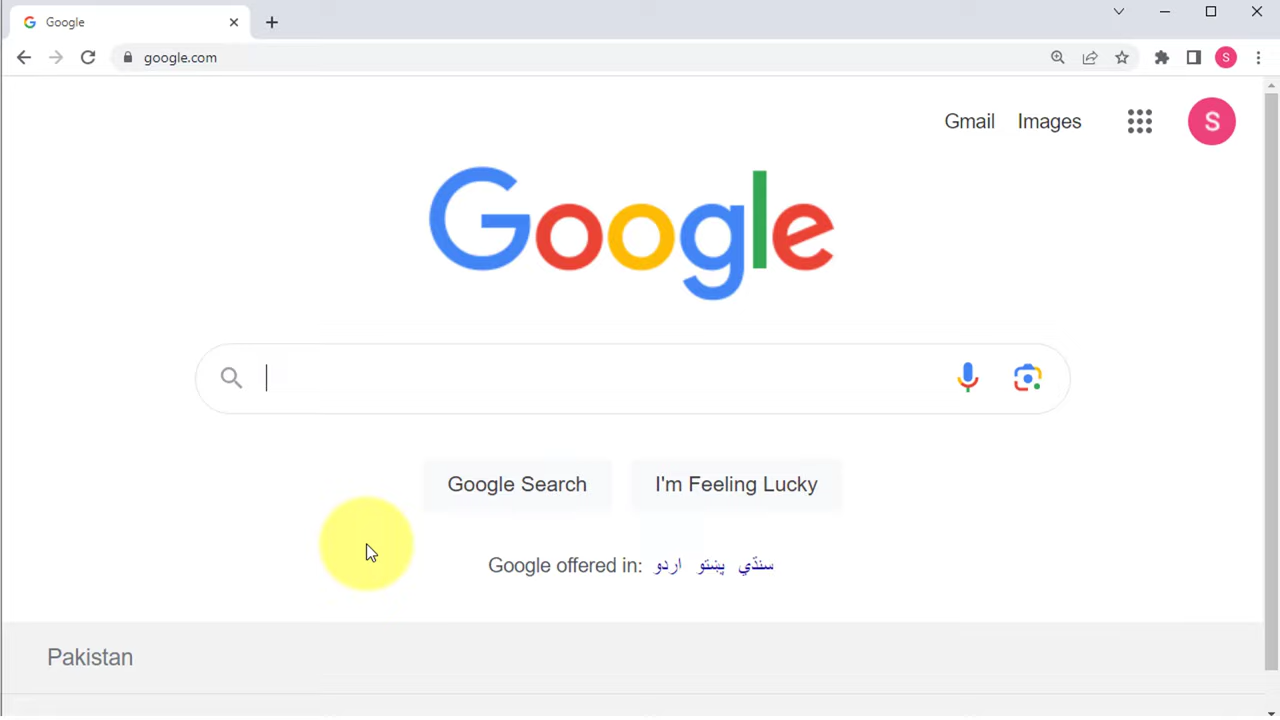 Google
google.com
S
Gmail Images S
Google
Google Search I'm Feeling Lucky
Google offered in: اردو پښتو سنڌي
Pakistan